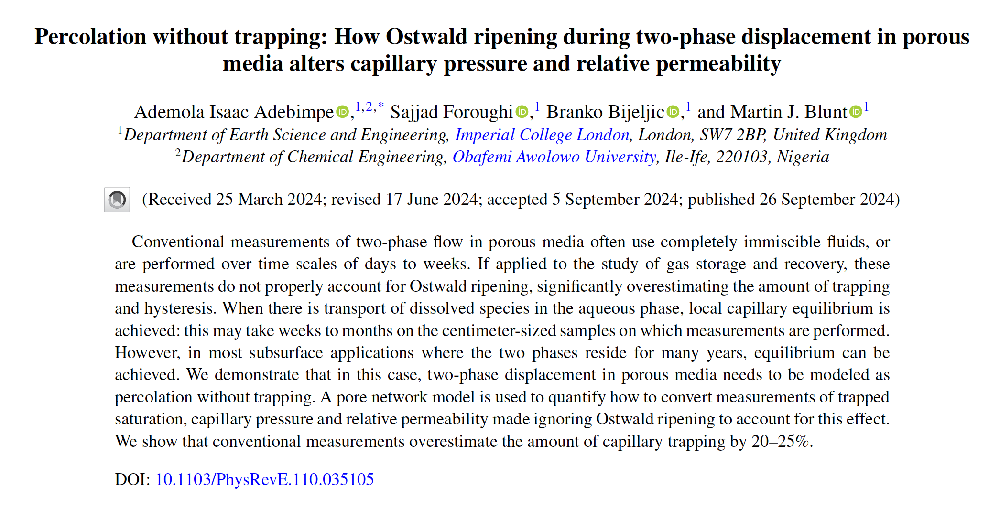 Percolation without trapping: How Ostwald ripening during two-phase displacement in porous
media alters capillary pressure and relative permeability
Ademola Isaac Adebimpe iD,1,2,* Sajjad Foroughi iD,1 Branko Bijeljic iD,1 and Martin J. Blunt iD1
1Department of Earth Science and Engineering, Imperial College London, London, SW7 2BP, United Kingdom
2Department of Chemical Engineering, Obafemi Awolowo University, Ile-Ife, 220103, Nigeria
(Received 25 March 2024; revised 17 June 2024; accepted 5 September 2024; published 26 September 2024)
Conventional measurements of two-phase flow in porous media often use completely immiscible fluids, or
are performed over time scales of days to weeks. If applied to the study of gas storage and recovery, these
measurements do not properly account for Ostwald ripening, significantly overestimating the amount of trapping
and hysteresis. When there is transport of dissolved species in the aqueous phase, local capillary equilibrium is
achieved: this may take weeks to months on the centimeter-sized samples on which measurements are performed.
However, in most subsurface applications where the two phases reside for many years, equilibrium can be
achieved. We demonstrate that in this case, two-phase displacement in porous media needs to be modeled as
percolation without trapping. A pore network model is used to quantify how to convert measurements of trapped
saturation, capillary pressure and relative permeability made ignoring Ostwald ripening to account for this effect.
We show that conventional measurements overestimate the amount of capillary trapping by 20–25%.
DOI: 10.1103/PhysRevE.110.035105